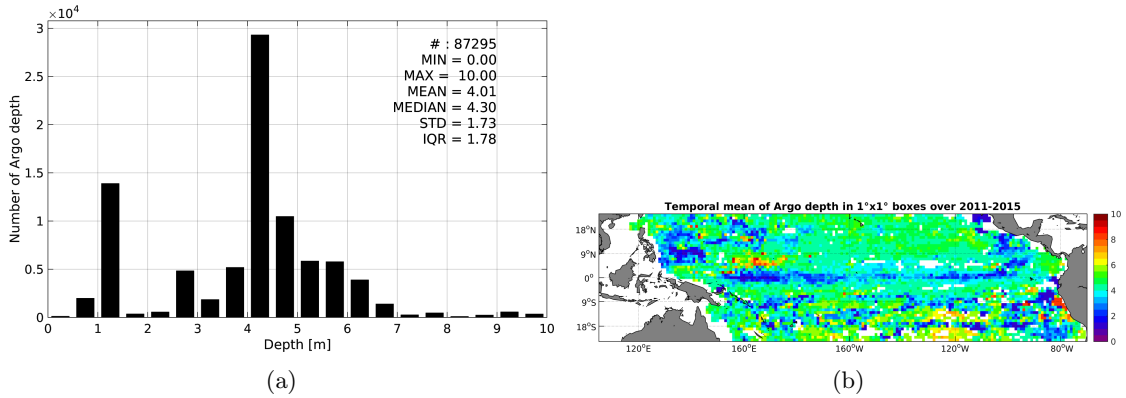 ×10⁴
3
2.5
2
1.5
1
0.5
0
Number of Argo depth
# : 87295
MIN = 0.00
MAX = 10.00
MEAN = 4.01
MEDIAN = 4.30
STD = 1.73
IQR = 1.78
0 1 2 3 4 5 6 7 8 9 10
Depth [m]
(a)
Temporal mean of Argo depth in 1°x1° boxes over 2011-2015
18°N
9°N
0°
9°S
18°S
120°E 160°E 160°W 120°W 80°W
10
8
6
4
2
0
(b)